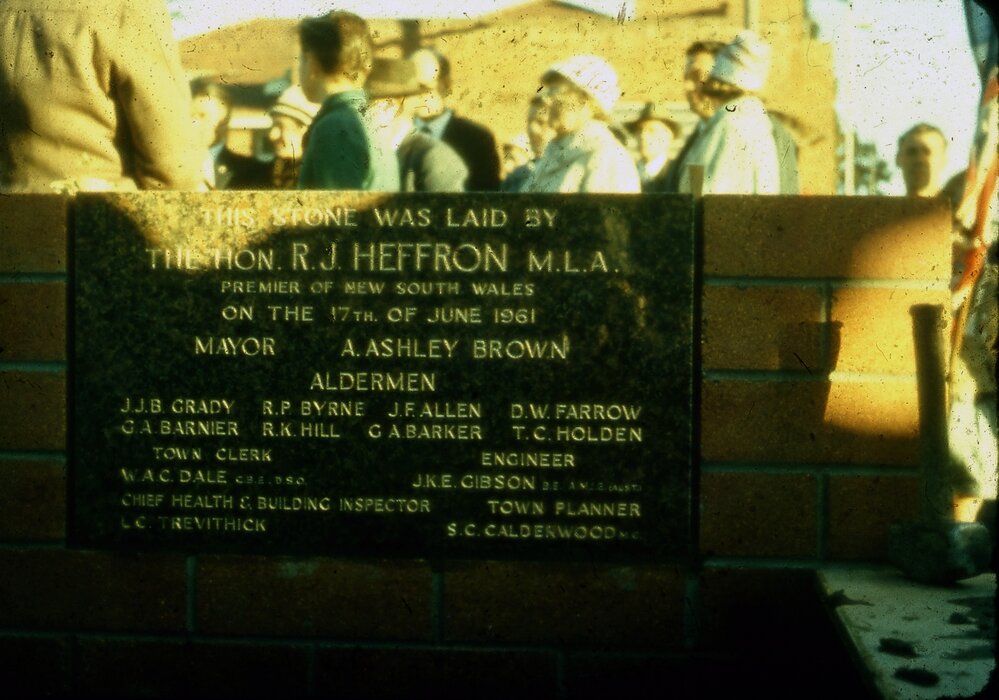 THIS STONE WAS LAID BY
THE HON. R.J. HEFFRON M.L.A.
PREMIER OF NEW SOUTH WALES
ON THE 17TH. OF JUNE 1961
MAYOR A. ASHLEY BROWN
ALDERMEN
J.J.B. GRADY R.P. BYRNE J.F. ALLEN D.W. FARROW
G.A. BARNIER R.K. HILL G.A. BARKER T.C. HOLDEN
TOWN CLERK ENGINEER
W.A.C. DALE C.B.E., D.S.O. J.K.E. GIBSON B.E.
CHIEF HEALTH & BUILDING INSPECTOR TOWN PLANNER
L.C. TREVITHICK S.C. CALDERWOOD M.C.